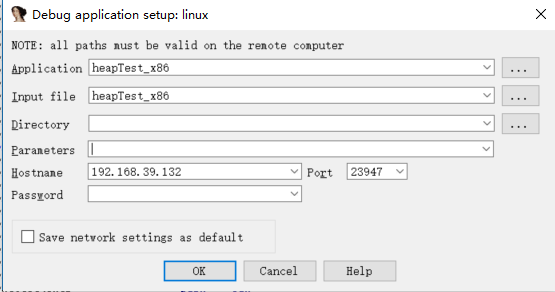 Debug application setup: linux
NOTE: all paths must be valid on the remote computer
Application heapTest_x86 ...
Input file heapTest_x86 ...
Directory ...
Parameters
Hostname 192.168.39.132 Port 23947
Password
Save network settings as default
OK Cancel Help